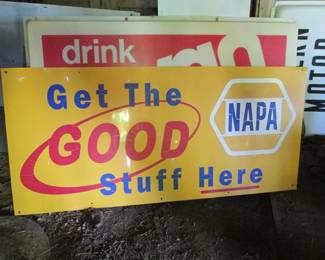 drink
Get The
GOOD
Stuff Here
NAPA
MOTOR